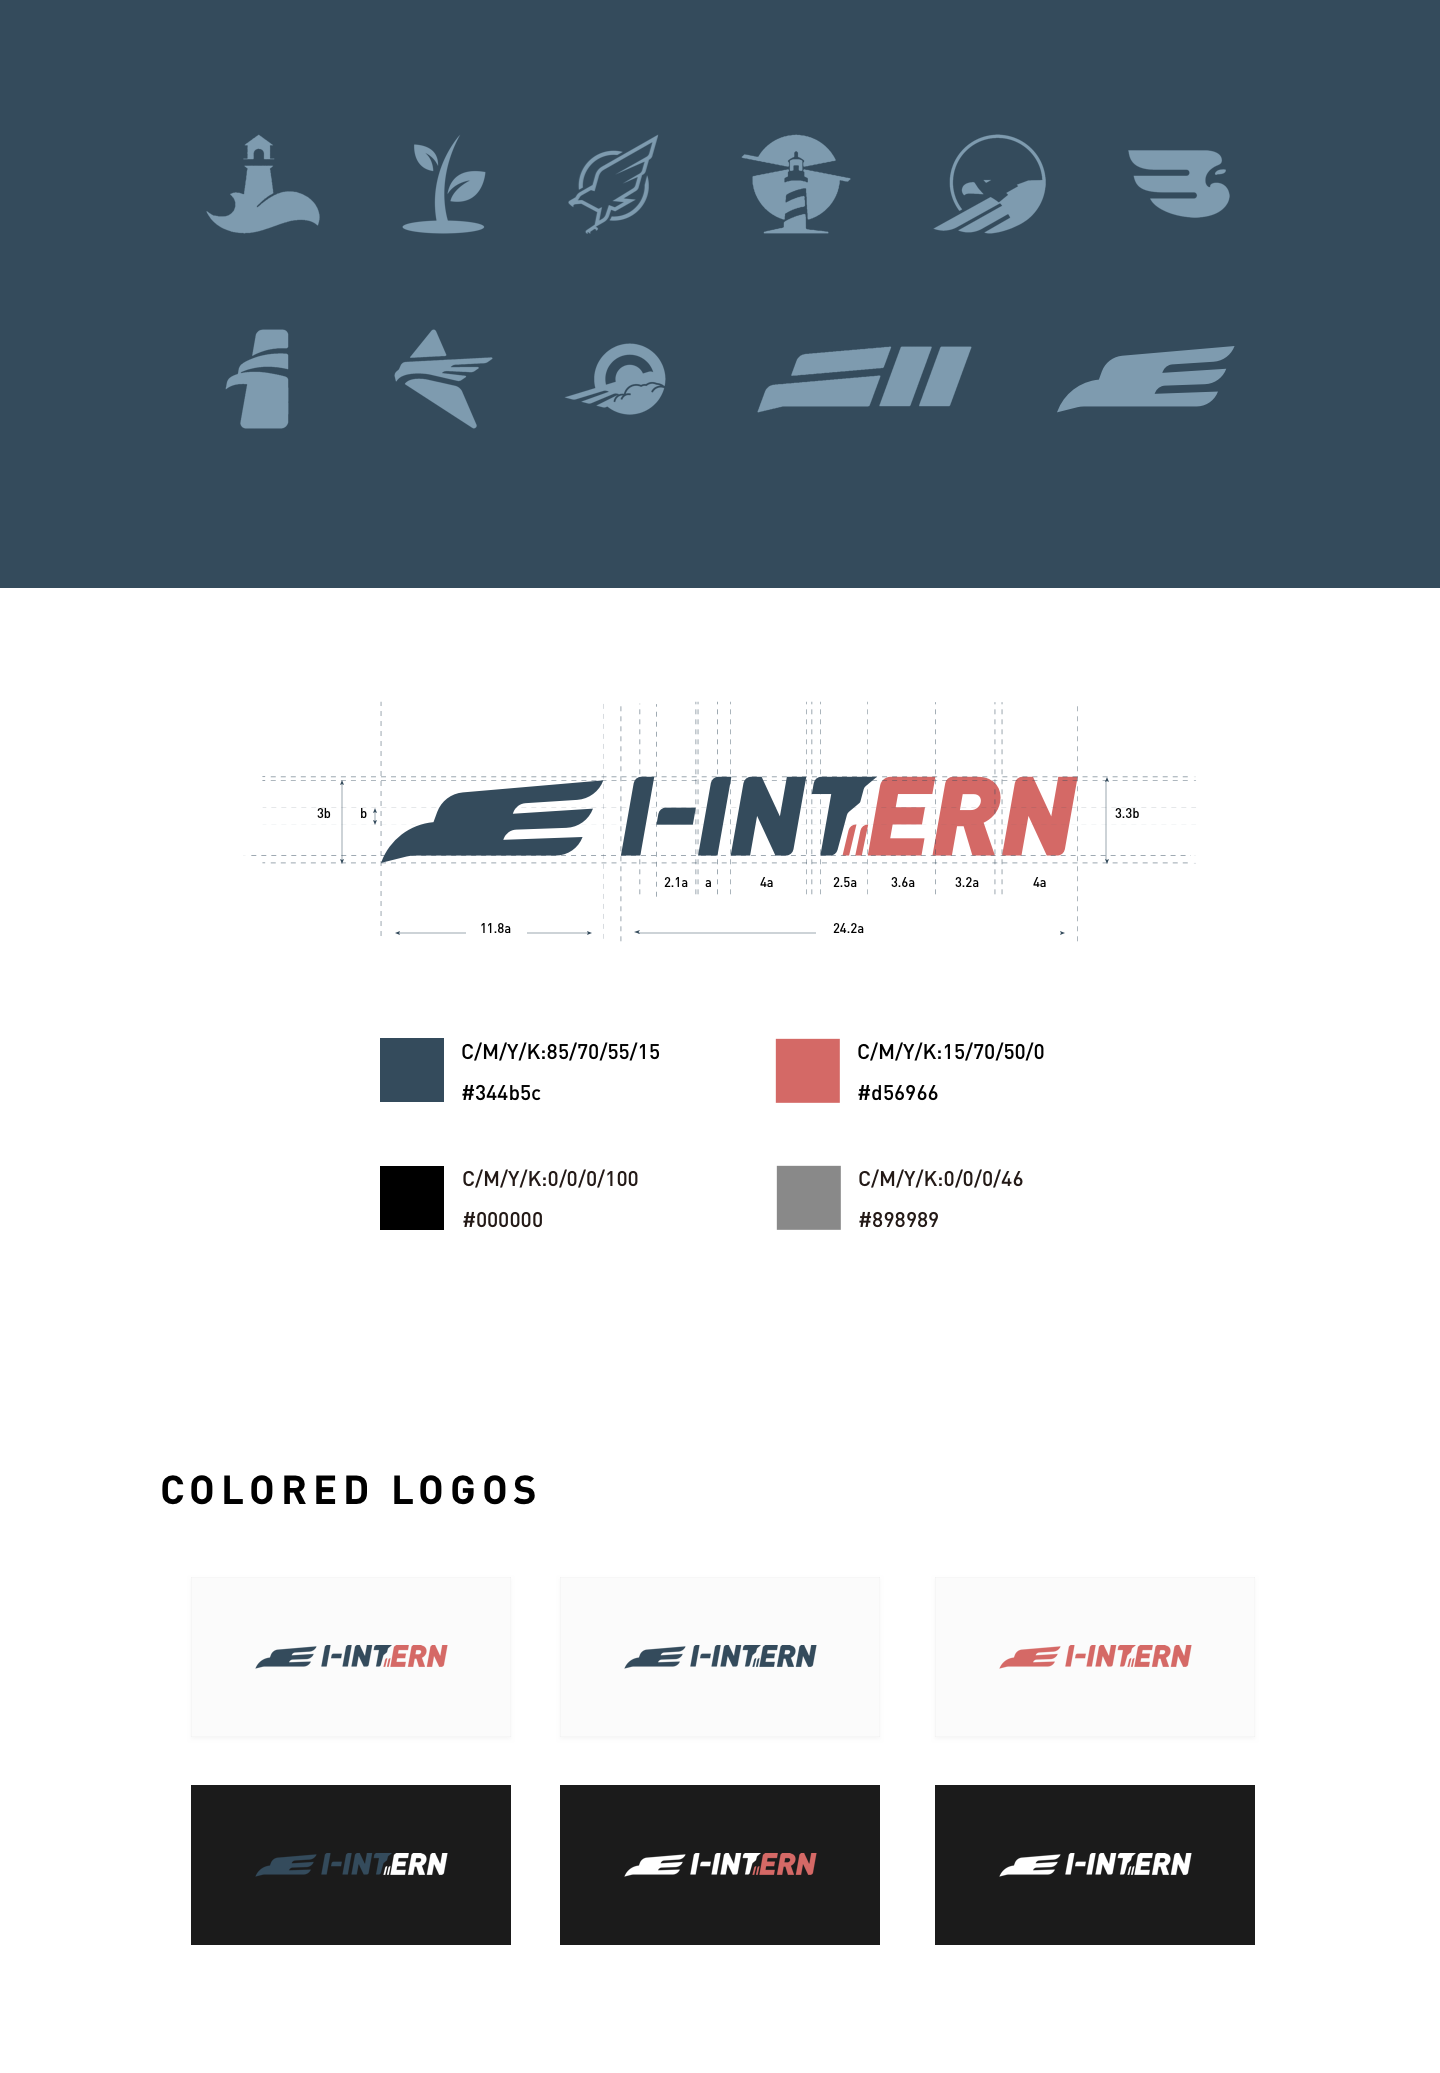 I-INTERN
3b
b
3.3b
2.1a
a
4a
2.5a
3.6a
3.2a
4a
11.8a
24.2a
C/M/Y/K:85/70/55/15
#344b5c
C/M/Y/K:15/70/50/0
#d56966
C/M/Y/K:0/0/0/100
#000000
C/M/Y/K:0/0/0/46
#898989
COLORED LOGOS
I-INTERN
I-INTERN
I-INTERN
I-INTERN
I-INTERN
I-INTERN